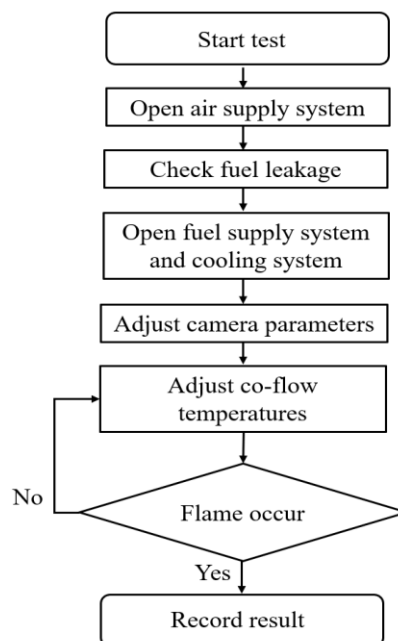 Start test
Open air supply system
Check fuel leakage
Open fuel supply system
and cooling system
Adjust camera parameters
Adjust co-flow
temperatures
No
Flame occur
Yes
Record result